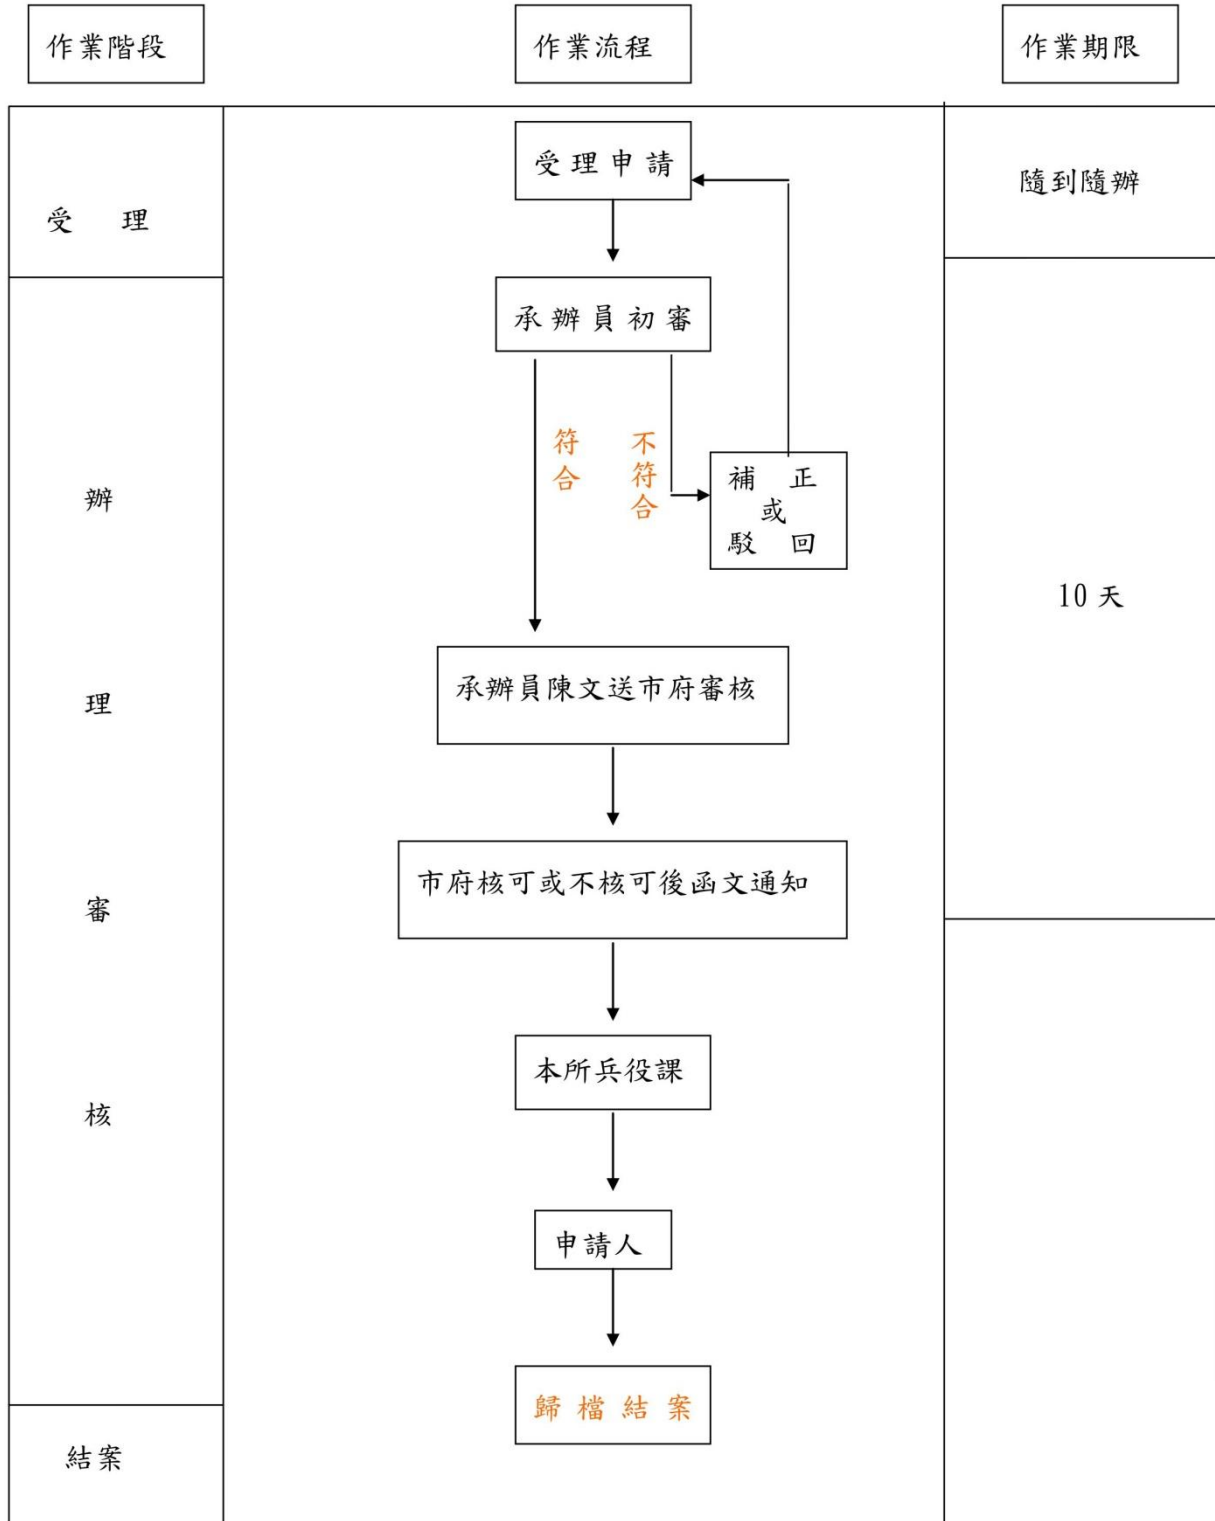 作業階段
作業流程
作業期限
受理申請
隨到隨辦
受 理
承辦員初審
符合
不符合
補 正
或
駁 回
辦
理
審
核
10 天
承辦員陳文送市府審核
市府核可或不核可後函文通知
本所兵役課
申請人
歸檔結案
結案